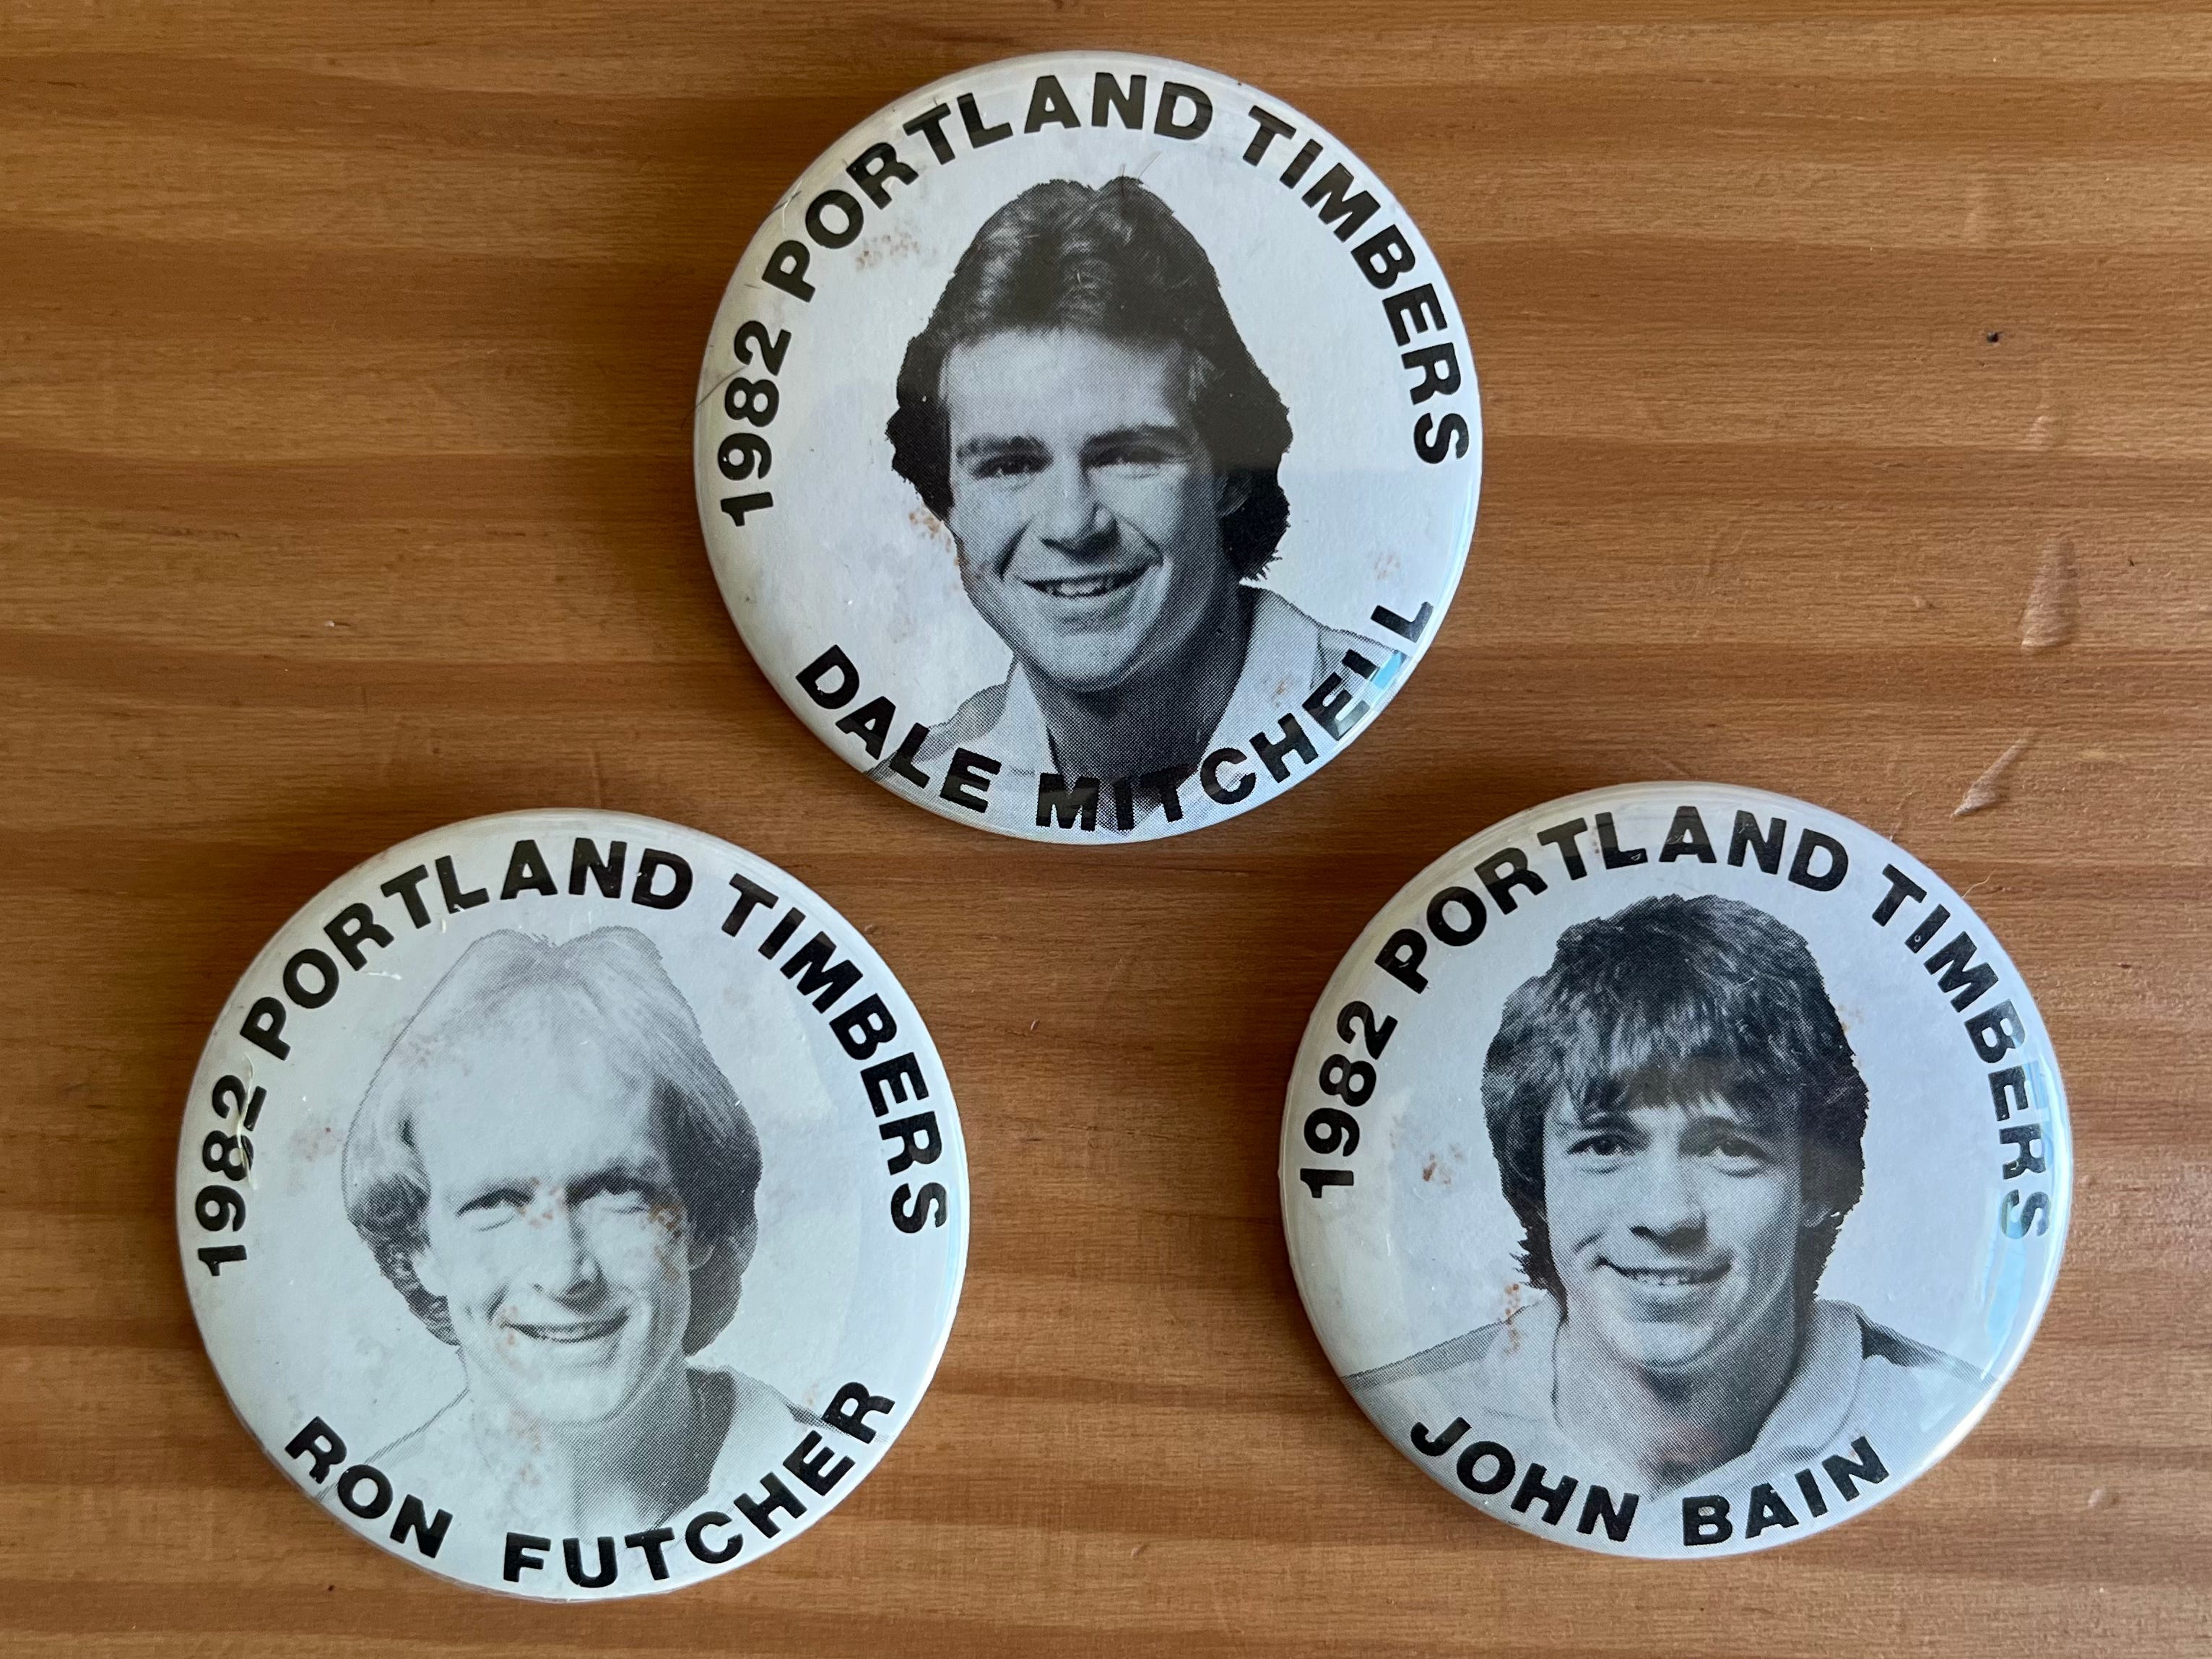 1982 PORTLAND TIMBERS
DALE MITCHELL
1982 PORTLAND TIMBERS
RON FUTCHER
1982 PORTLAND TIMBERS
JOHN BAIN